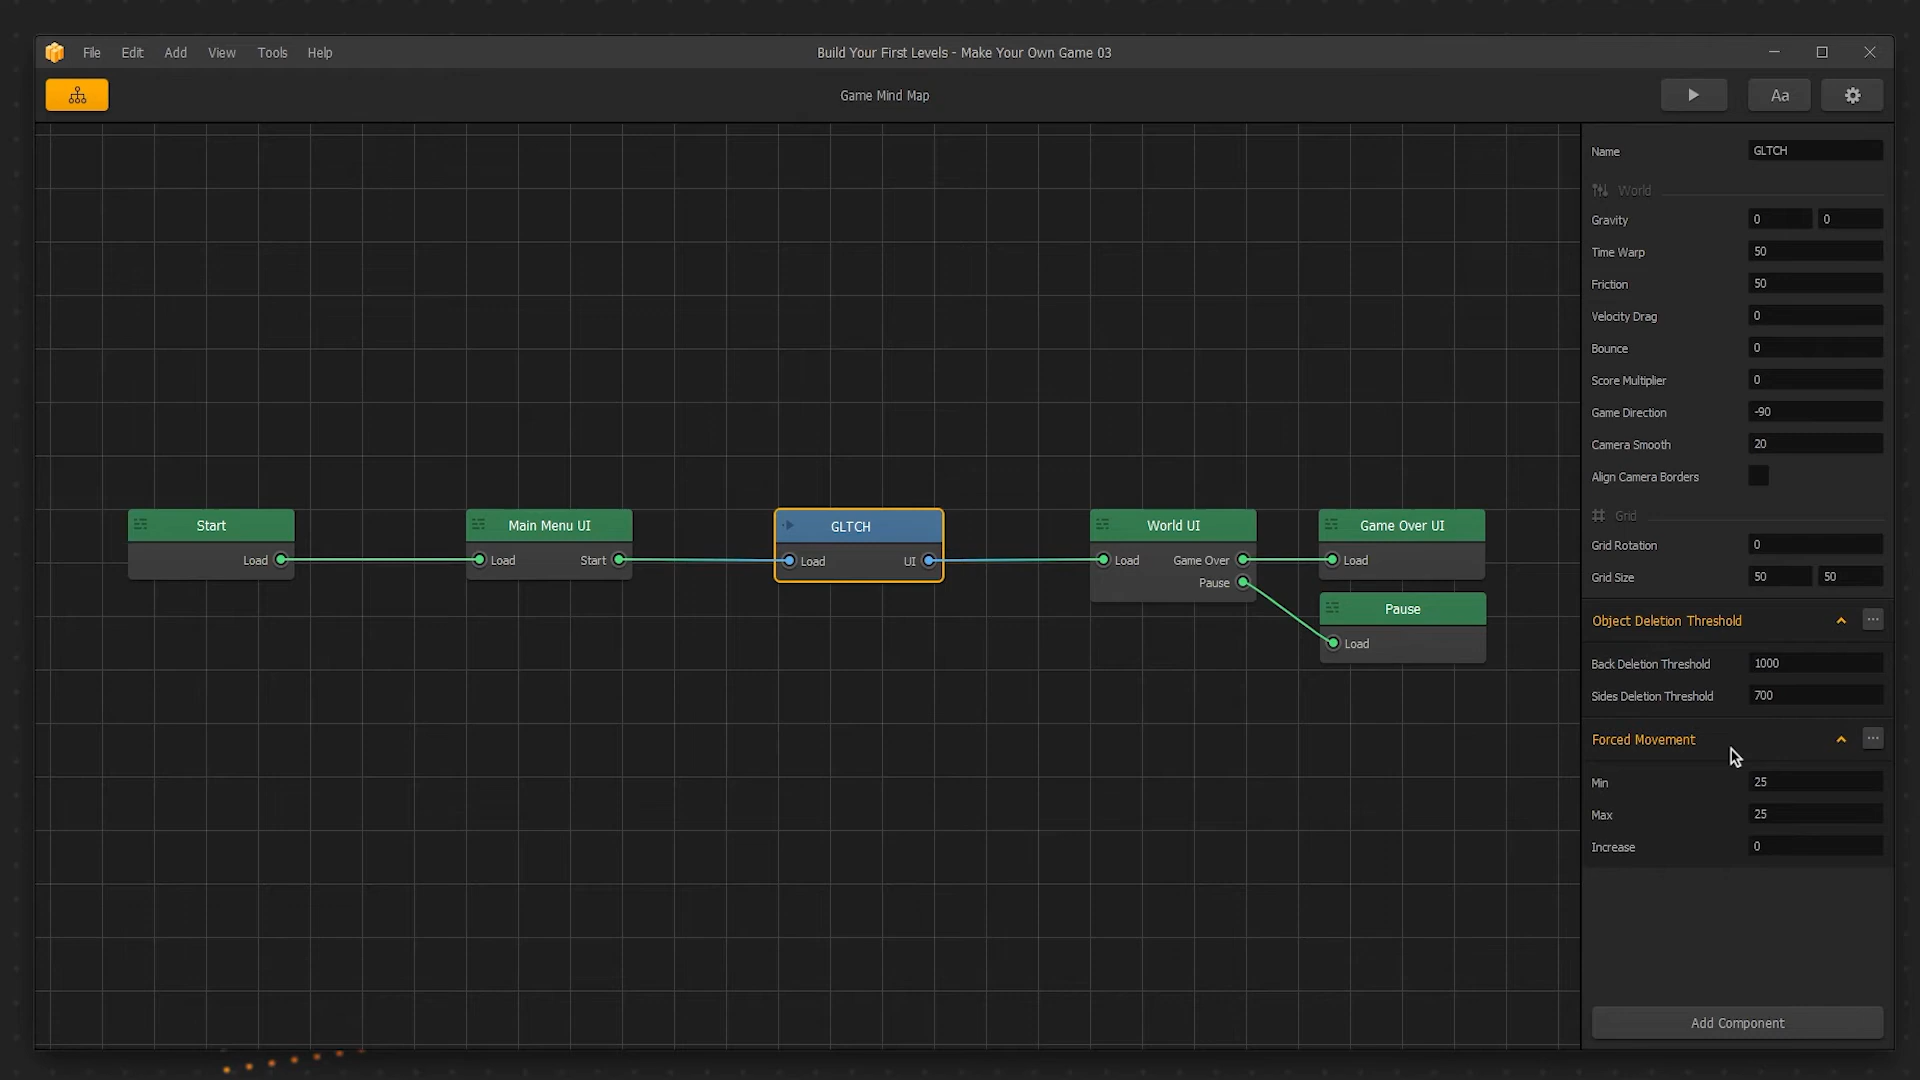 File Edit Add View Tools Help
Build Your First Levels - Make Your Own Game 03
Game Mind Map
Aa
Start
Load
Main Menu UI
Load Start
GLTCH
Load UI
World UI
Load Game Over
Pause
Game Over UI
Load
Pause
Load
Name GLTCH
World
Gravity 0 0
Time Warp 50
Friction 50
Velocity Drag 0
Bounce 0
Score Multiplier 0
Game Direction -90
Camera Smooth 20
Align Camera Borders
Grid
Grid Rotation 0
Grid Size 50 50
Object Deletion Threshold
Back Deletion Threshold 1000
Sides Deletion Threshold 700
Forced Movement
Min 25
Max 25
Increase 0
Add Component